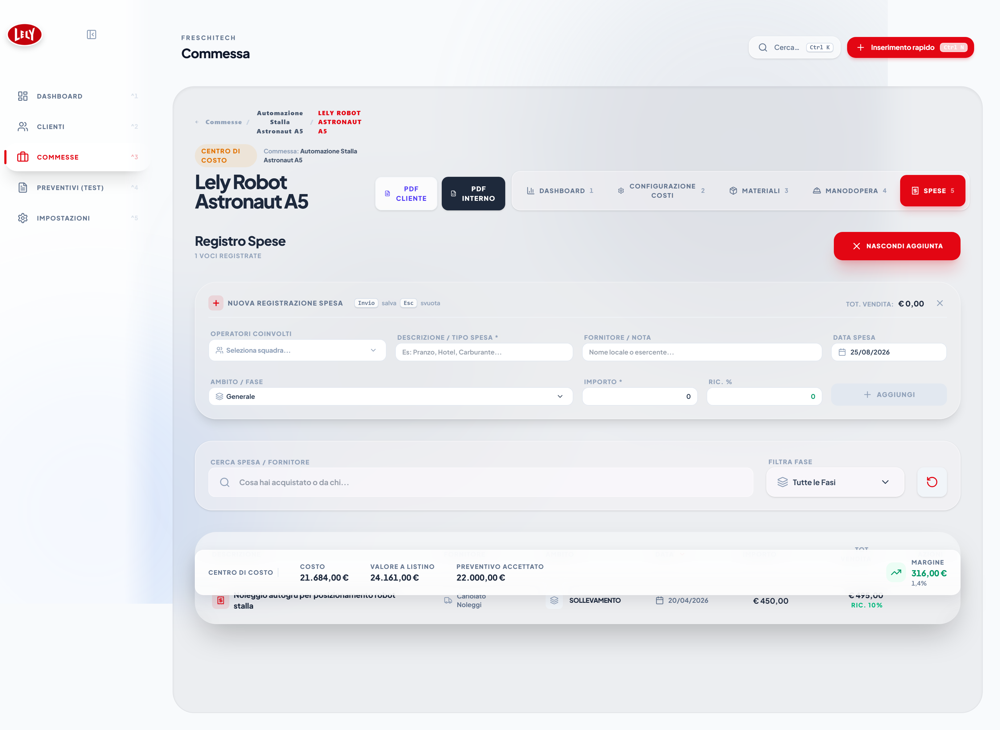 LELY
FRESCHITECH
Commessa
Cerca... Ctrl K
Inserimento rapido Ctrl N
DASHBOARD ^1
CLIENTI ^2
COMMESSE ^3
PREVENTIVI (TEST) ^4
IMPOSTAZIONI ^5
Commesse /
Automazione
Stalla
Astronaut A5
/
LELY ROBOT
ASTRONAUT
A5
CENTRO DI
COSTO
Commessa: Automazione Stalla
Astronaut A5
Lely Robot
Astronaut A5
PDF
CLIENTE
PDF
INTERNO
DASHBOARD 1
CONFIGURAZIONE
COSTI
2
MATERIALI 3
MANODOPERA 4
SPESE 5
Registro Spese
1 VOCI REGISTRATE
NASCONDI AGGIUNTA
NUOVA REGISTRAZIONE SPESA Invio salva Esc svuota
TOT. VENDITA: € 0,00
OPERATORI COINVOLTI
Seleziona squadra...
DESCRIZIONE / TIPO SPESA *
Es: Pranzo, Hotel, Carburante...
FORNITORE / NOTA
Nome locale o esercente...
DATA SPESA
25/08/2026
AMBITO / FASE
Generale
IMPORTO *
0
RIC. %
0
AGGIUNGI
CERCA SPESA / FORNITORE
Cosa hai acquistato o da chi...
FILTRA FASE
Tutte le Fasi
TOT.
CENTRO DI COSTO
COSTO
21.684,00 €
VALORE A LISTINO
24.161,00 €
PREVENTIVO ACCETTATO
22.000,00 €
MARGINE
316,00 €
1,4%
Noleggio autogru per posizionamento robot
stalla
Cariolato
Noleggi
SOLLEVAMENTO
20/04/2026
€ 450,00
€ 495,00
RIC. 10%